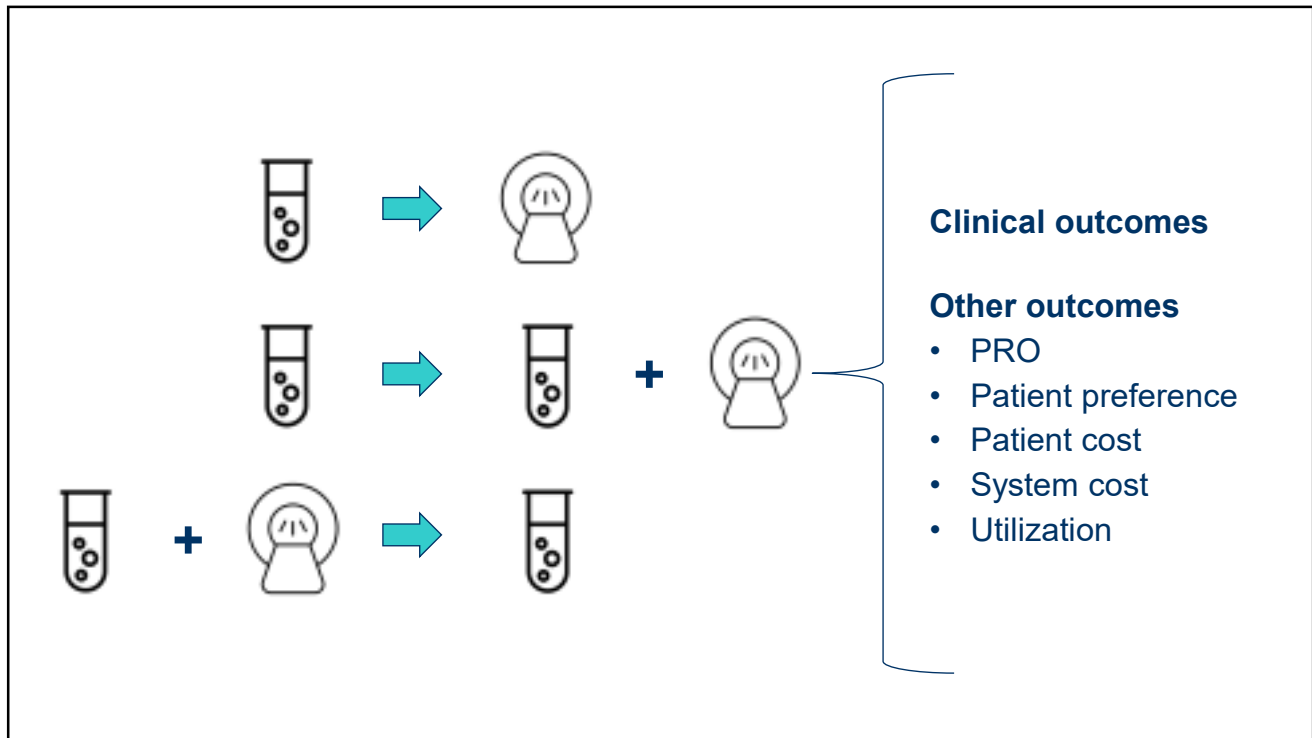 Clinical outcomes
Other outcomes
• PRO
• Patient preference
• Patient cost
• System cost
• Utilization
+
+